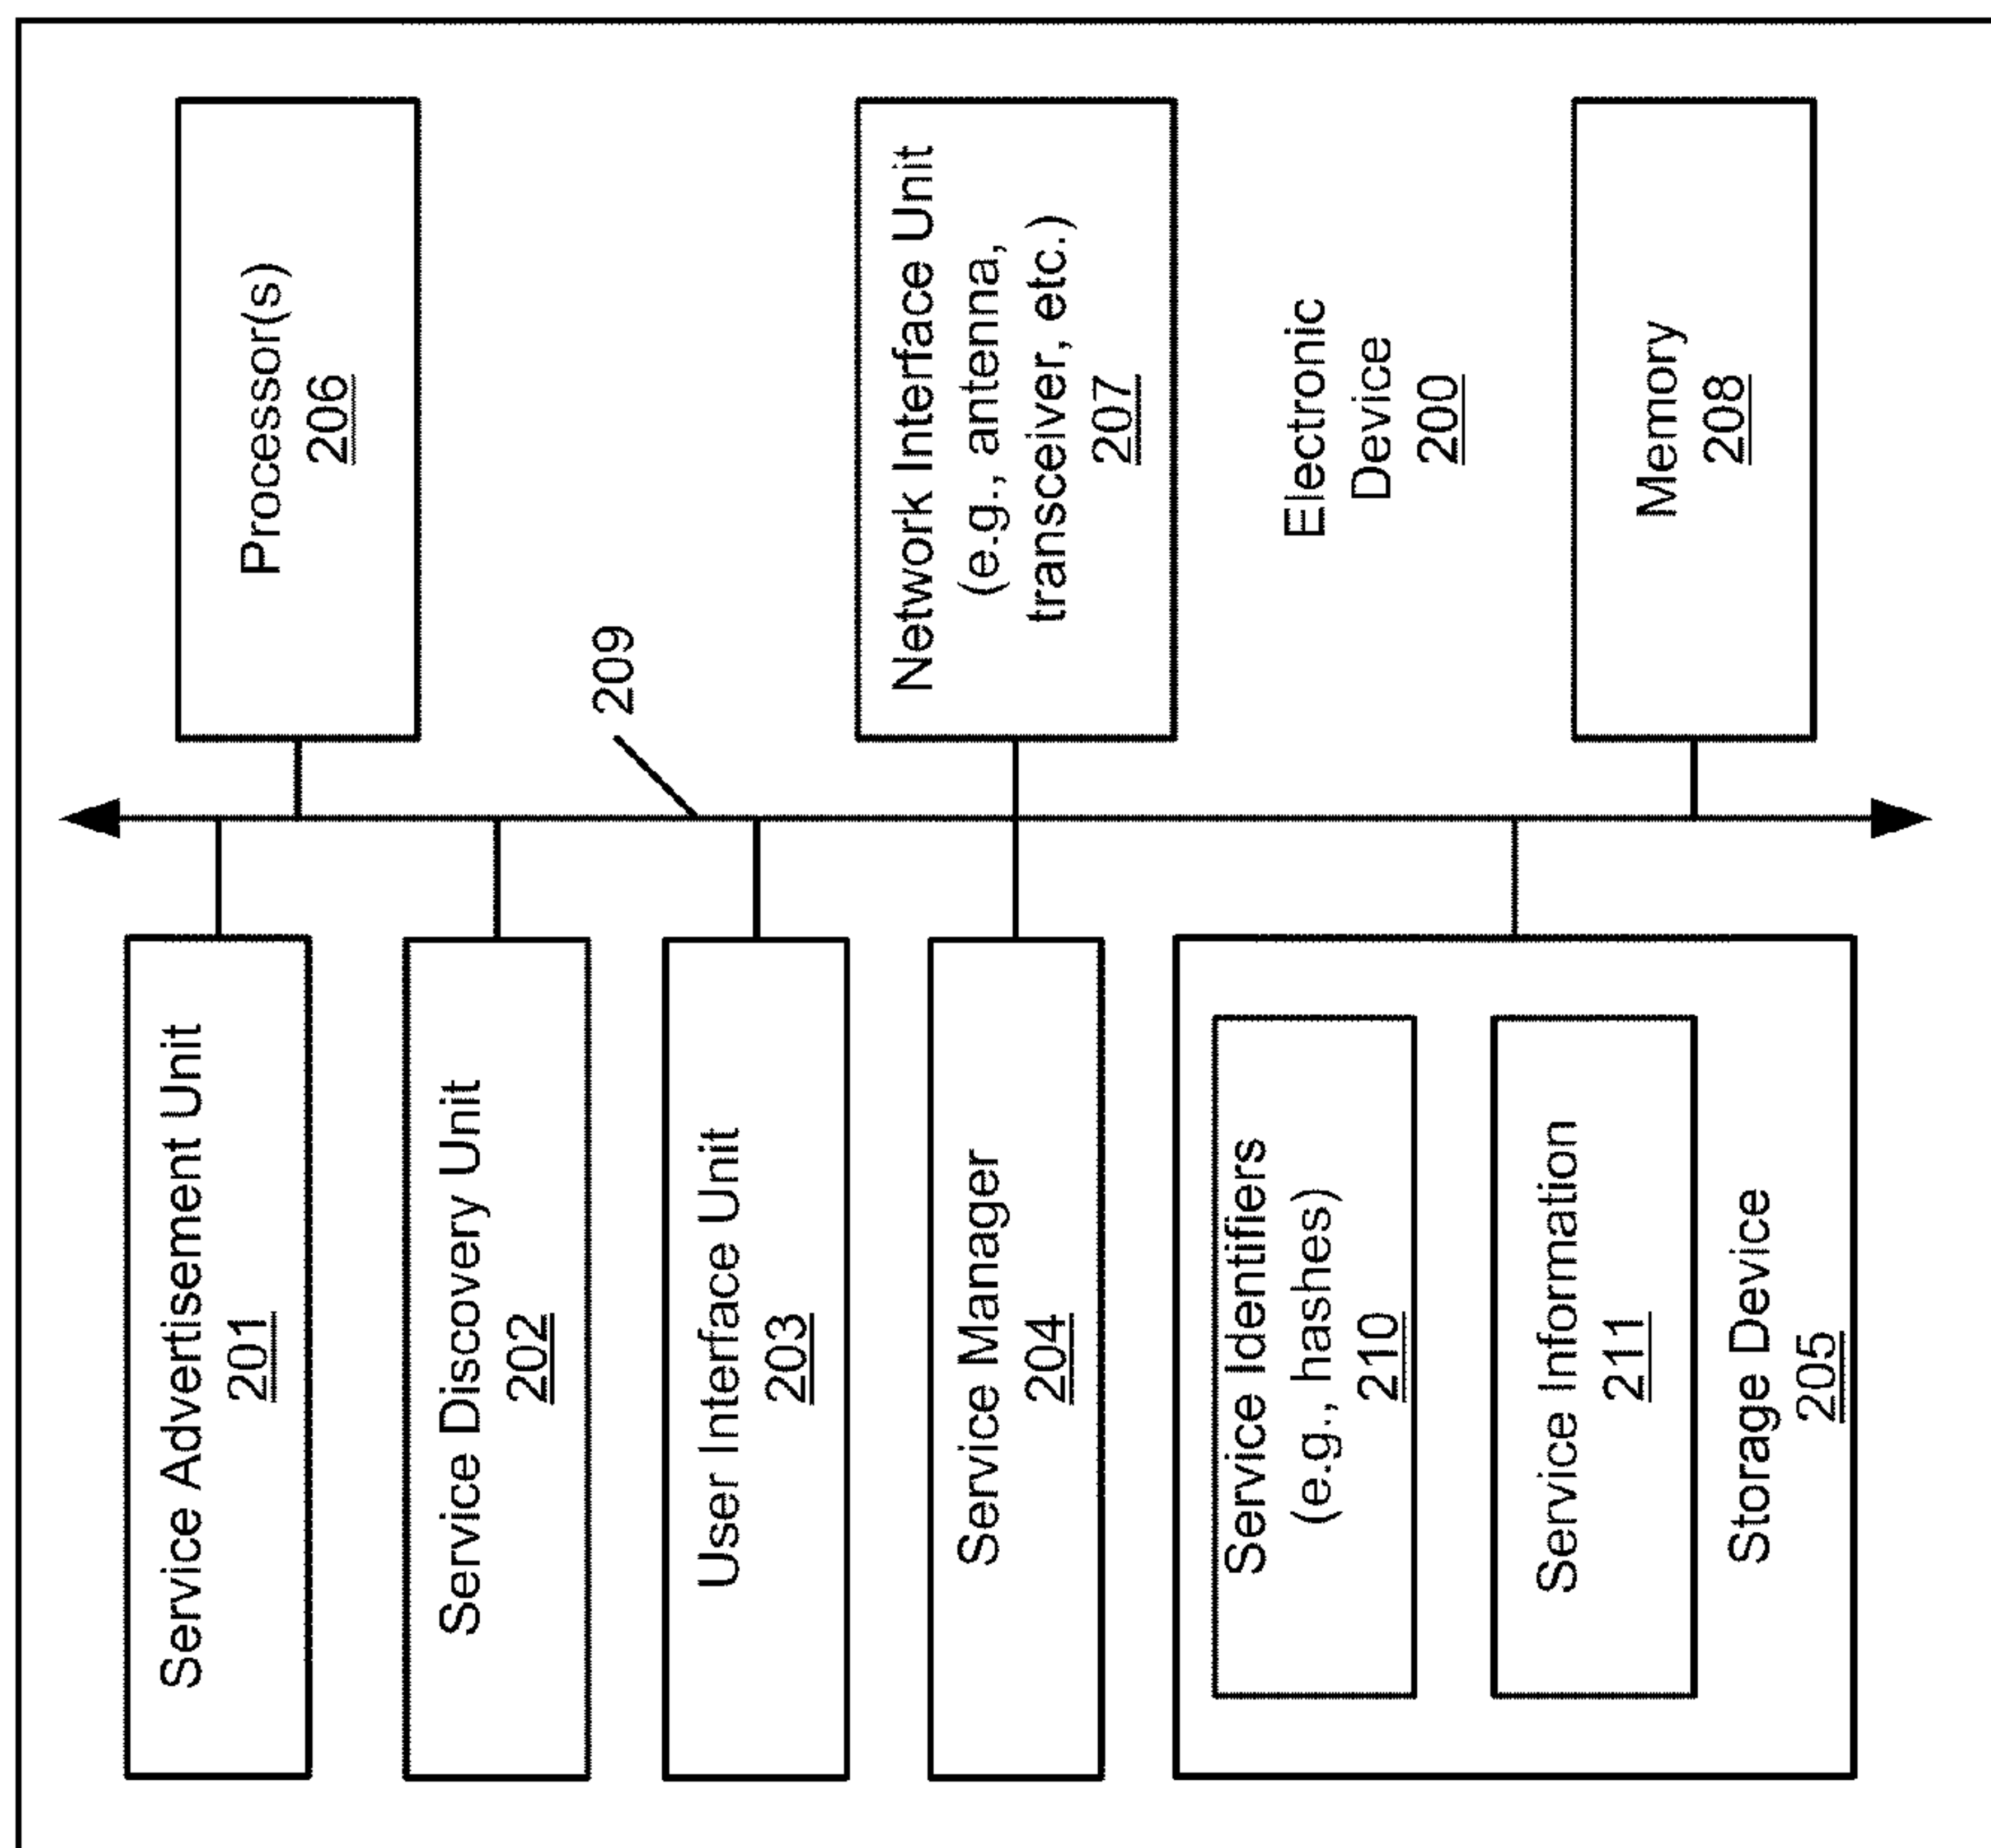 Service Advertisement Unit
201
Service Discovery Unit
202
User Interface Unit
203
Service Manager
204
Service Identifiers
(e.g., hashes)
210
Service Information
211
Storage Device
205
209
Processor(s)
206
Network Interface Unit
(e.g., antenna,
transceiver, etc.)
207
Electronic
Device
200
Memory
208